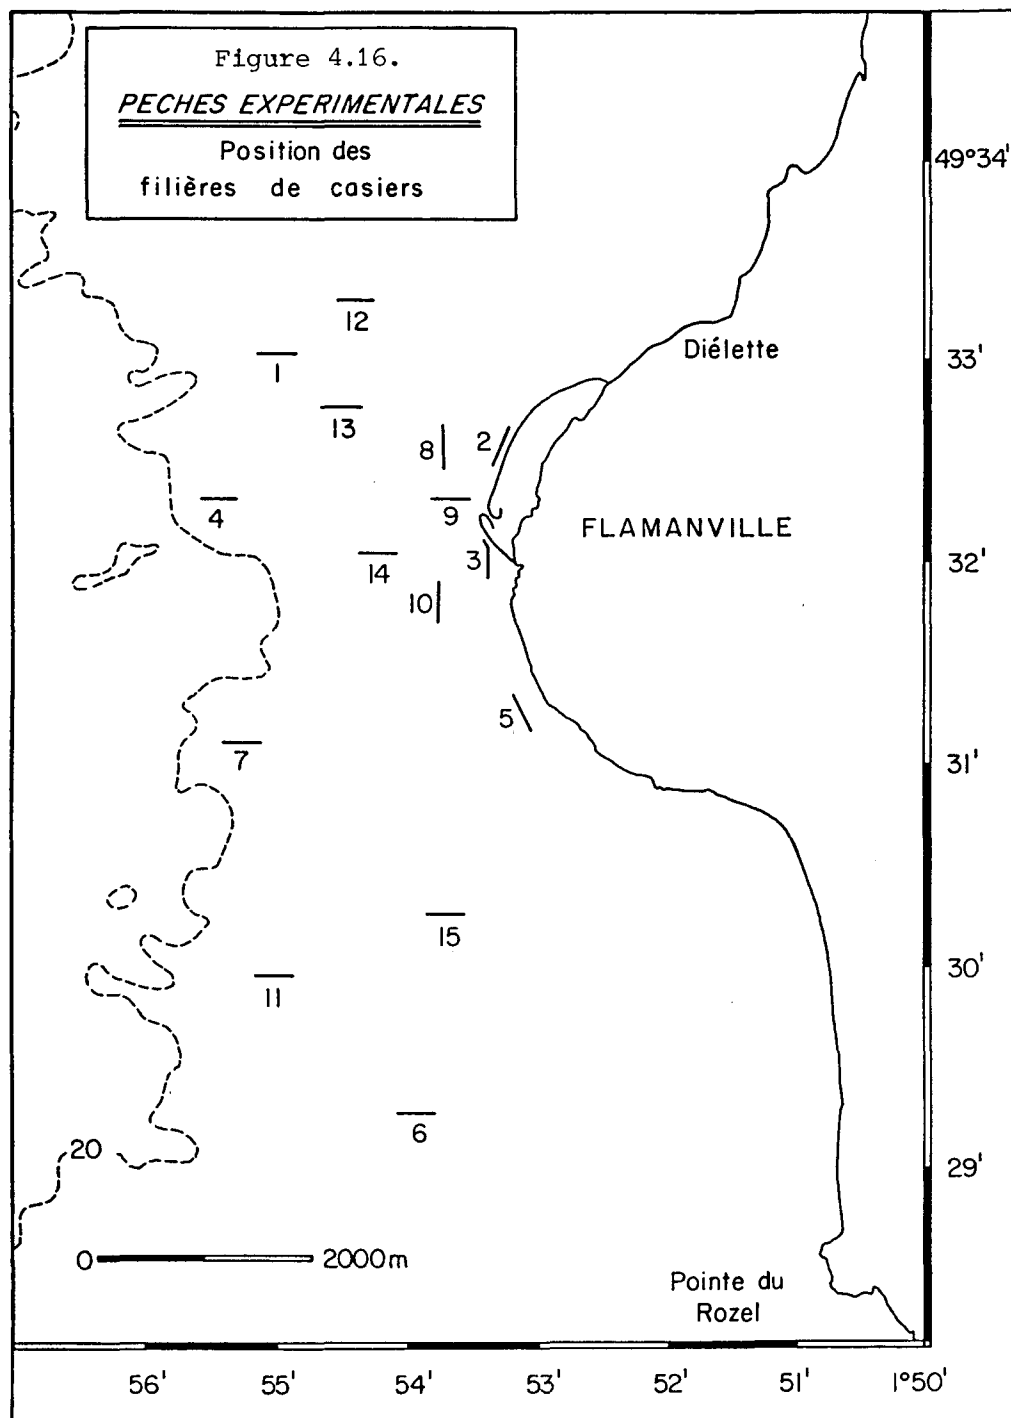 Figure 4.16.
PECHES EXPERIMENTALES
Position des
filières de casiers
49°34'
12
Diélette
33'
1
13
8
2
4
9
FLAMANVILLE
3
32'
14
10
5
7
31'
15
30'
11
6
20
29'
0 2000m
Pointe du
Rozel
56' 55' 54' 53' 52' 51' 1°50'